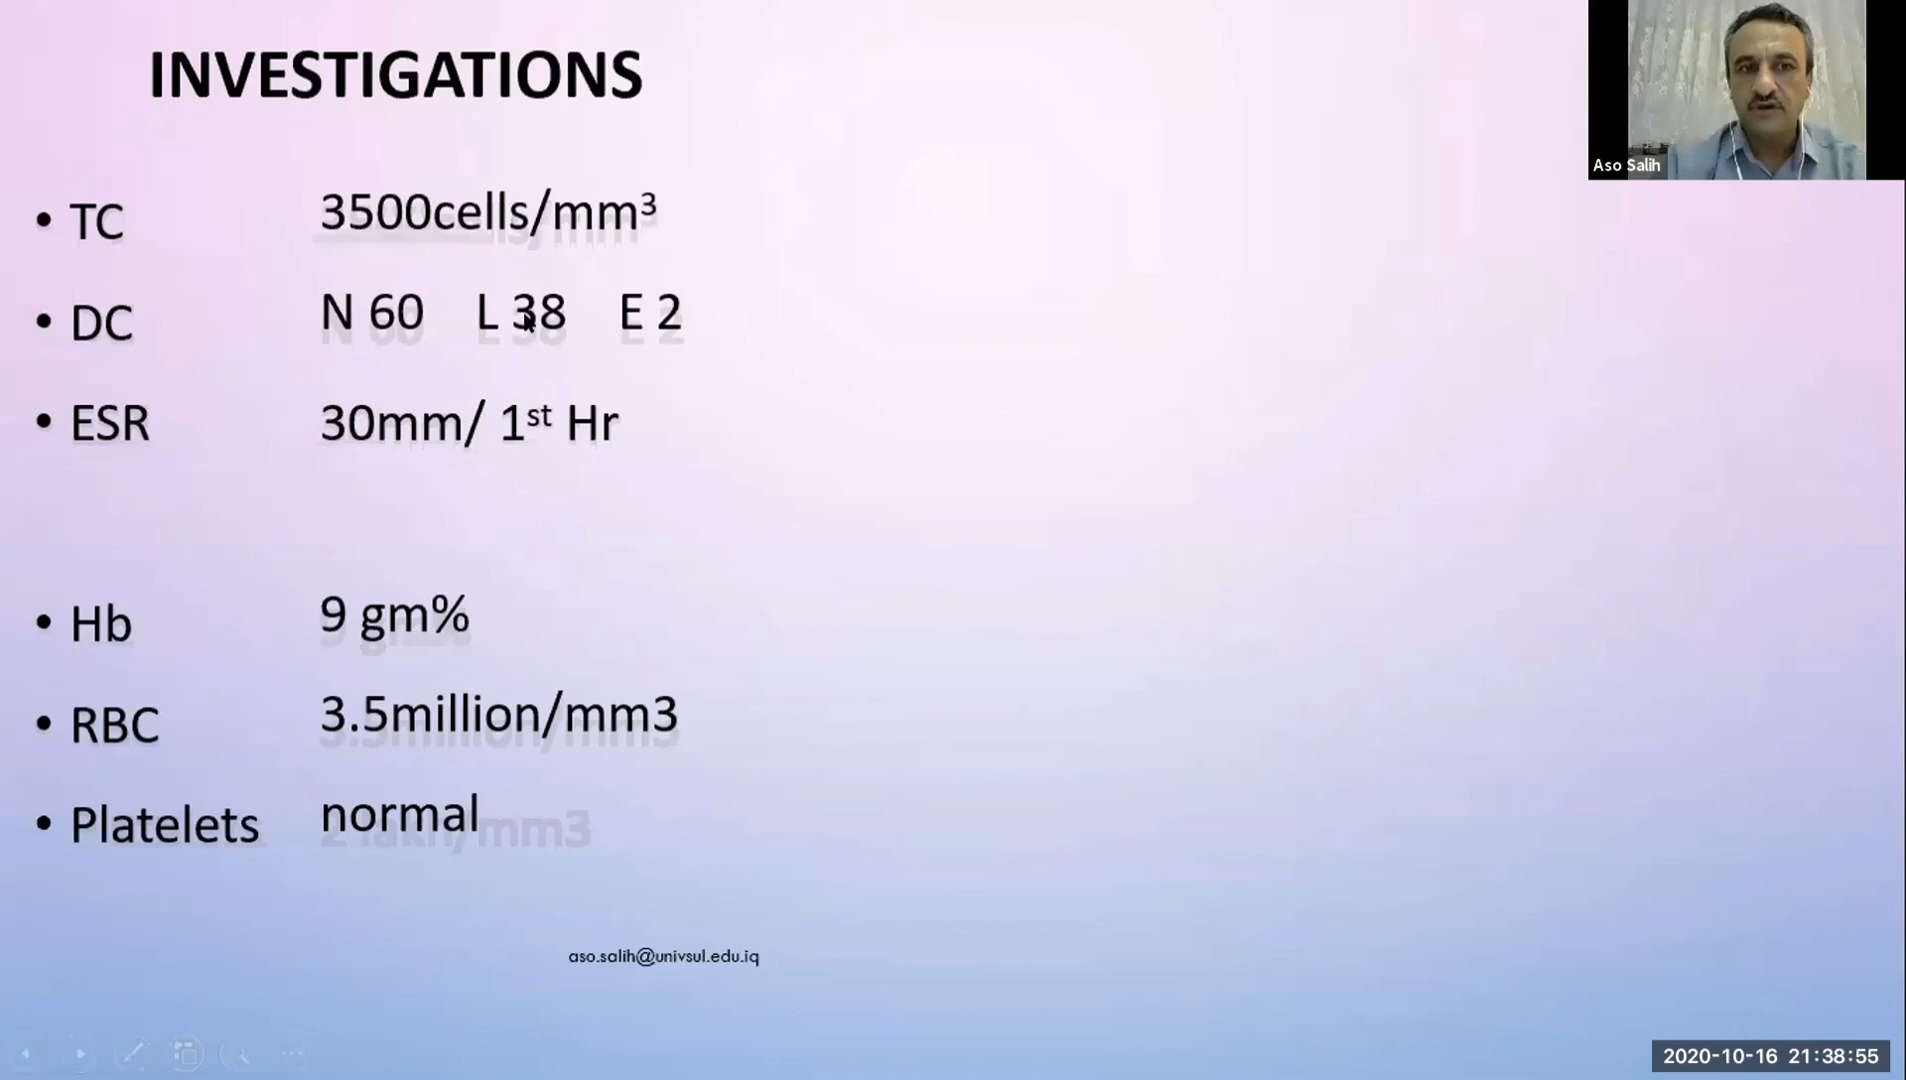 INVESTIGATIONS
Aso Salih
• TC 3500cells/mm³
• DC N 60 L 38 E 2
• ESR 30mm/ 1st Hr
• Hb 9 gm%
• RBC 3.5million/mm3
• Platelets normal
aso.salih@univsul.edu.iq
2020-10-16 21:38:55